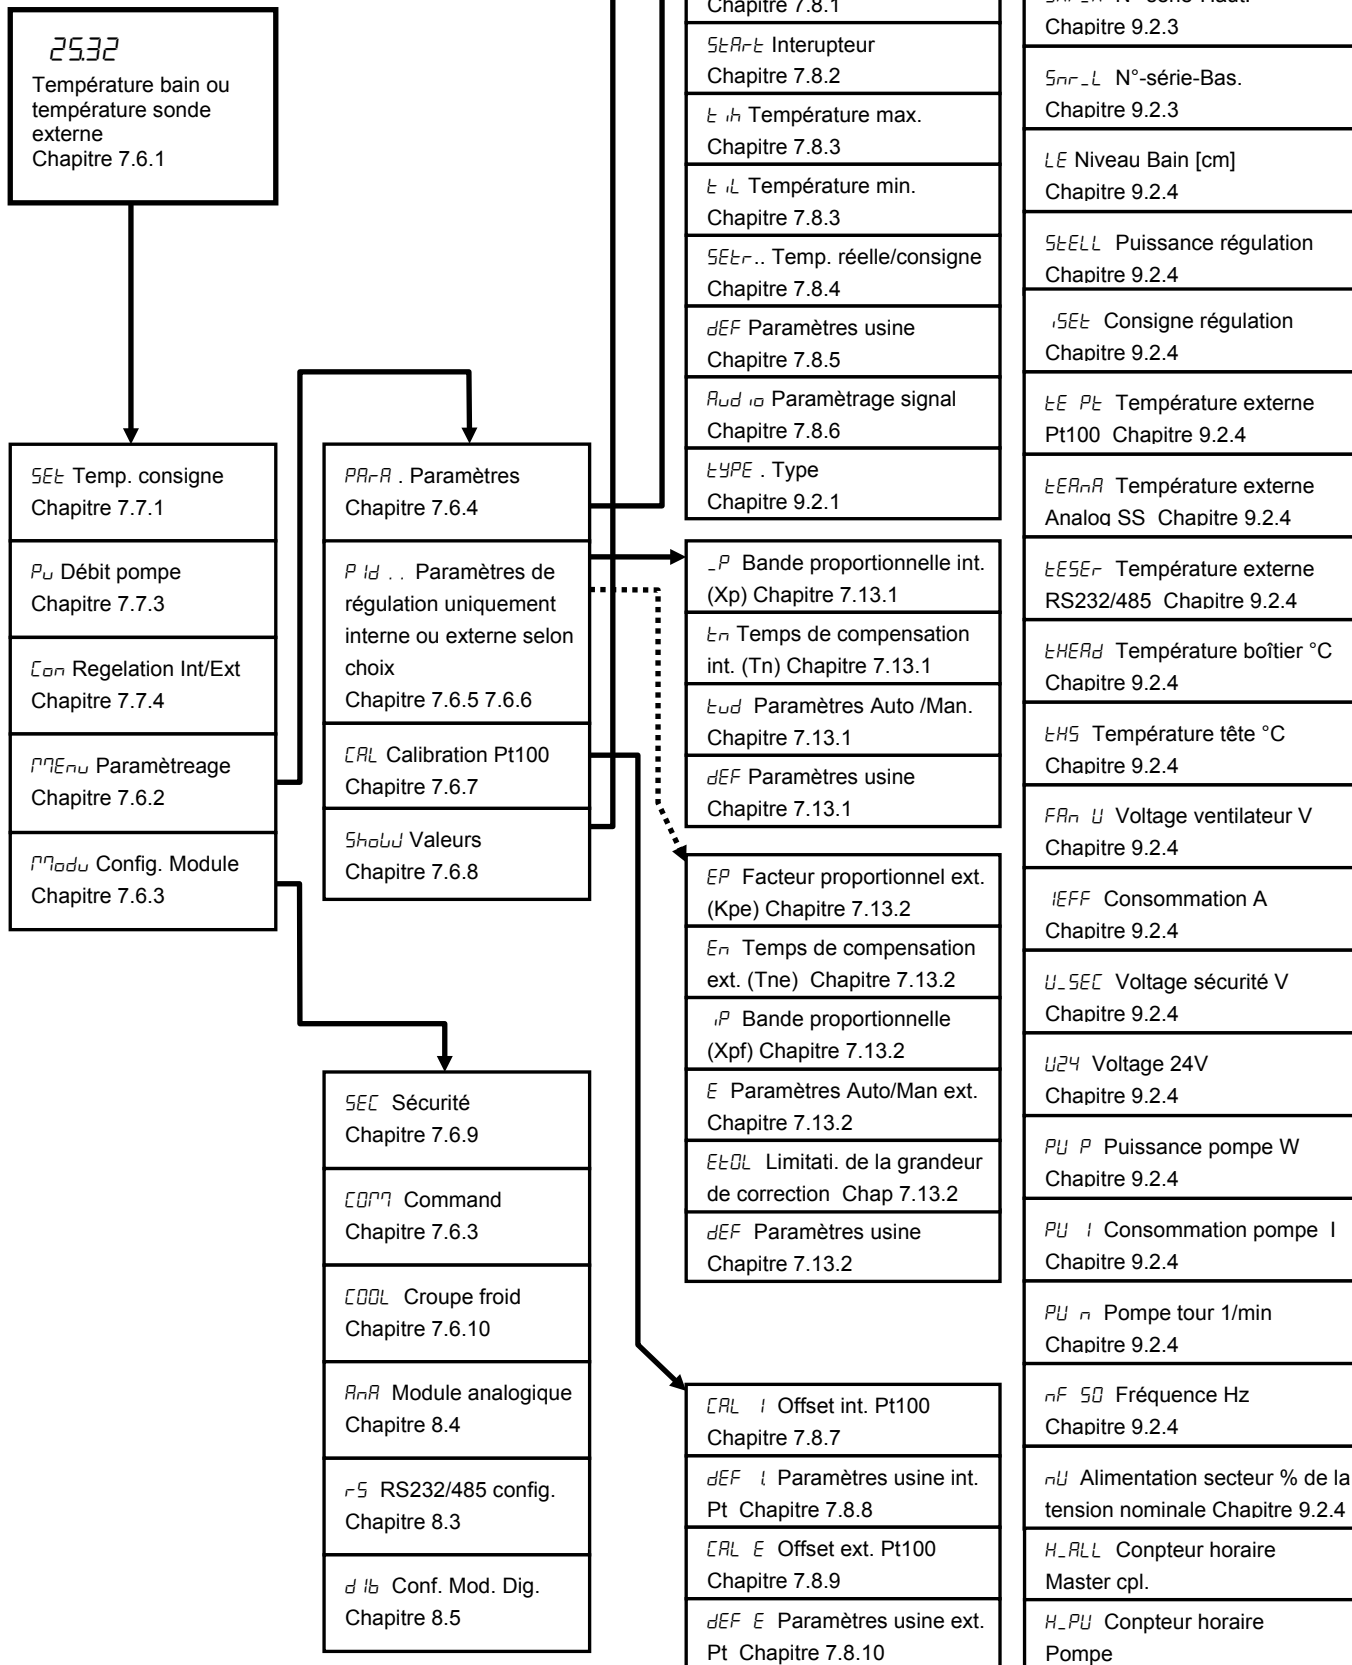 25.32
Température bain ou
température sonde
externe
Chapitre 7.6.1
SEt Temp. consigne
Chapitre 7.7.1
Pu Débit pompe
Chapitre 7.7.3
Con Regelation Int/Ext
Chapitre 7.7.4
MEnu Paramètreage
Chapitre 7.6.2
Modu Config. Module
Chapitre 7.6.3
PArA . Paramètres
Chapitre 7.6.4
PId . . Paramètres de
régulation uniquement
interne ou externe selon
choix
Chapitre 7.6.5 7.6.6
CAL Calibration Pt100
Chapitre 7.6.7
ShoW Valeurs
Chapitre 7.6.8
SEC Sécurité
Chapitre 7.6.9
COM Command
Chapitre 7.6.3
COOL Croupe froid
Chapitre 7.6.10
AnA Module analogique
Chapitre 8.4
rS RS232/485 config.
Chapitre 8.3
dIb Conf. Mod. Dig.
Chapitre 8.5
Chapitre 7.8.1
StArt Interupteur
Chapitre 7.8.2
tih Température max.
Chapitre 7.8.3
tiL Température min.
Chapitre 7.8.3
SEtr.. Temp. réelle/consigne
Chapitre 7.8.4
dEF Paramètres usine
Chapitre 7.8.5
Audio Paramètrage signal
Chapitre 7.8.6
tYPE . Type
Chapitre 9.2.1
_P Bande proportionnelle int.
(Xp) Chapitre 7.13.1
tn Temps de compensation
int. (Tn) Chapitre 7.13.1
tud Paramètres Auto /Man.
Chapitre 7.13.1
dEF Paramètres usine
Chapitre 7.13.1
EP Facteur proportionnel ext.
(Kpe) Chapitre 7.13.2
En Temps de compensation
ext. (Tne) Chapitre 7.13.2
iP Bande proportionnelle
(Xpf) Chapitre 7.13.2
E Paramètres Auto/Man ext.
Chapitre 7.13.2
EtOL Limitati. de la grandeur
de correction Chap 7.13.2
dEF Paramètres usine
Chapitre 7.13.2
CAL I Offset int. Pt100
Chapitre 7.8.7
dEF i. Paramètres usine int.
Pt Chapitre 7.8.8
CAL E Offset ext. Pt100
Chapitre 7.8.9
dEF E Paramètres usine ext.
Pt Chapitre 7.8.10
Chapitre 9.2.3
Snr_L N°-série-Bas.
Chapitre 9.2.3
LE Niveau Bain [cm]
Chapitre 9.2.4
StELL Puissance régulation
Chapitre 9.2.4
iSEt Consigne régulation
Chapitre 9.2.4
tE Pt Température externe
Pt100 Chapitre 9.2.4
tEAnA Température externe
Analog SS Chapitre 9.2.4
tESEr Température externe
RS232/485 Chapitre 9.2.4
tHEAd Température boîtier °C
Chapitre 9.2.4
tHS Température tête °C
Chapitre 9.2.4
FAn U Voltage ventilateur V
Chapitre 9.2.4
IEFF Consommation A
Chapitre 9.2.4
U_SEC Voltage sécurité V
Chapitre 9.2.4
U24 Voltage 24V
Chapitre 9.2.4
PU P Puissance pompe W
Chapitre 9.2.4
PU I Consommation pompe I
Chapitre 9.2.4
PU n Pompe tour 1/min
Chapitre 9.2.4
nF 50 Fréquence Hz
Chapitre 9.2.4
nU Alimentation secteur % de la
tension nominale Chapitre 9.2.4
H_ALL Conpteur horaire
Master cpl.
H_PU Conpteur horaire
Pompe